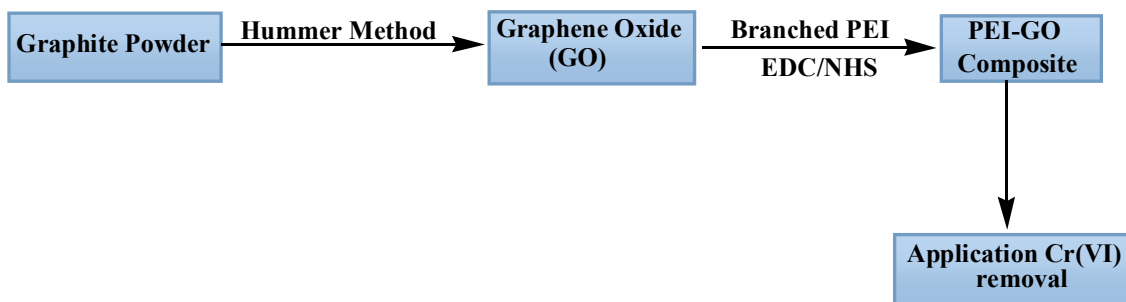 Graphite Powder
Hummer Method
Graphene Oxide
(GO)
Branched PEI
EDC/NHS
PEI-GO
Composite
Application Cr(VI)
removal